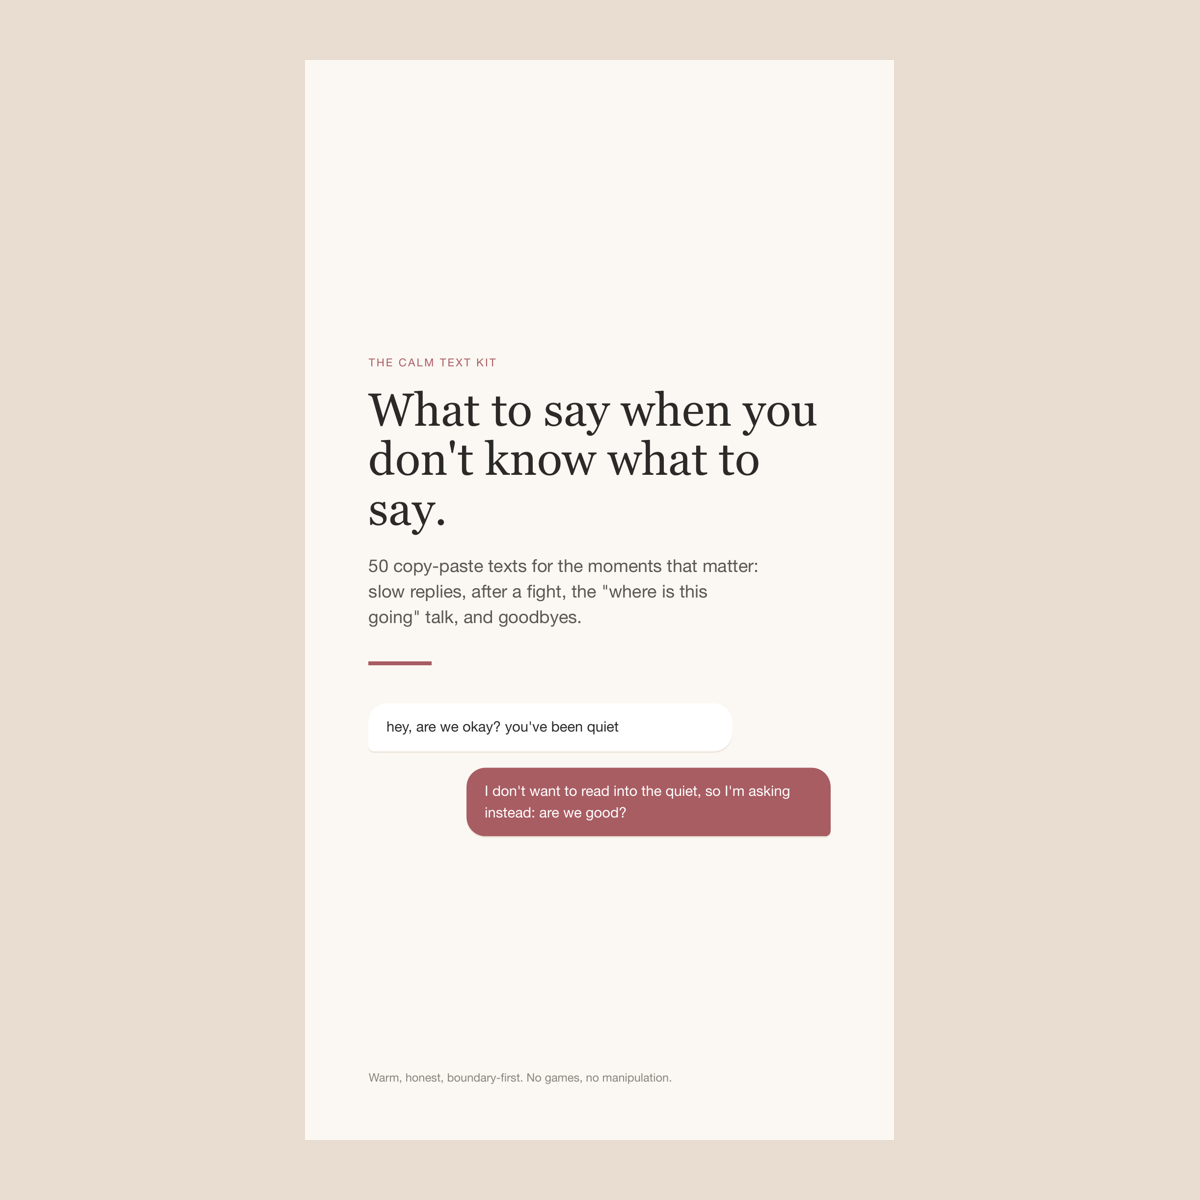 THE CALM TEXT KIT
What to say when you
don't know what to
say.
50 copy-paste texts for the moments that matter:
slow replies, after a fight, the "where is this
going" talk, and goodbyes.
hey, are we okay? you've been quiet
I don't want to read into the quiet, so I'm asking
instead: are we good?
Warm, honest, boundary-first. No games, no manipulation.